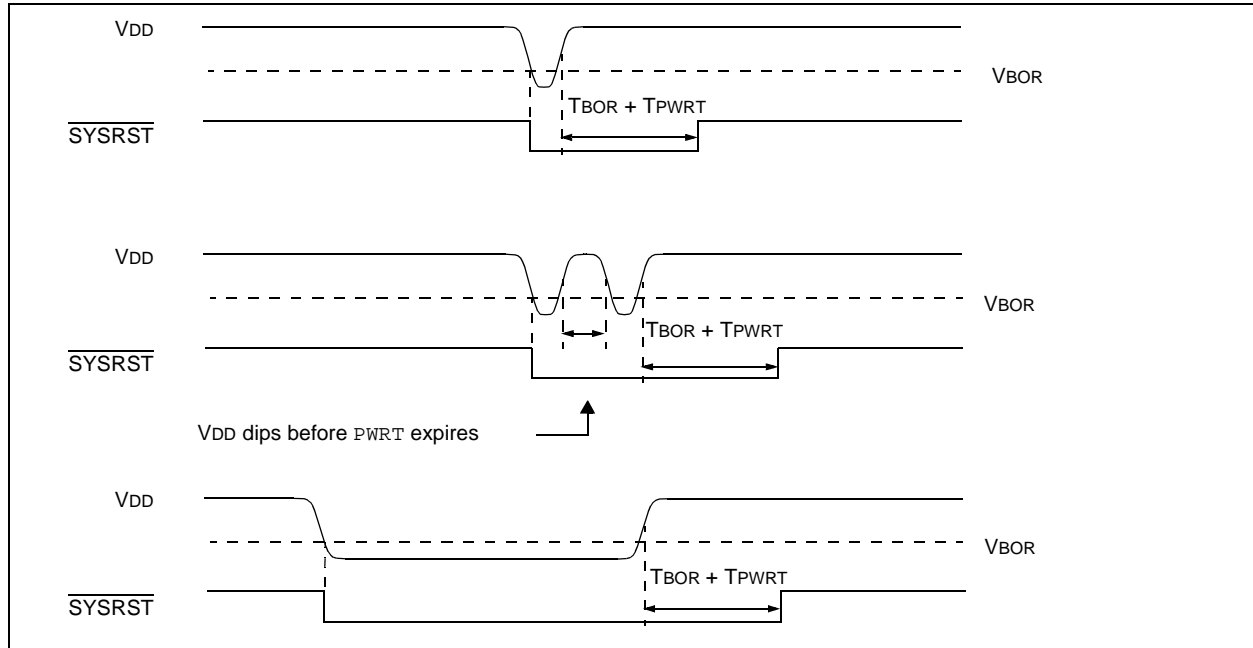 VDD
VBOR
TBOR + TPWRT
SYSRST
VDD
VBOR
TBOR + TPWRT
SYSRST
VDD dips before PWRT expires
VDD
VBOR
TBOR + TPWRT
SYSRST